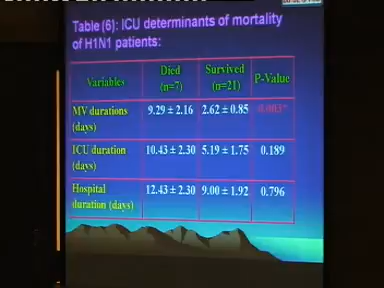 Table (6): ICU determinants of mortality
of H1N1 patients:
Variables Died (n=7) Survived (n=21) P-Value
MV durations (days) 9.29 ± 2.16 2.62 ± 0.85 0.003*
ICU duration (days) 10.43 ± 2.30 5.19 ± 1.75 0.189
Hospital duration (days) 12.43 ± 2.30 9.00 ± 1.92 0.796